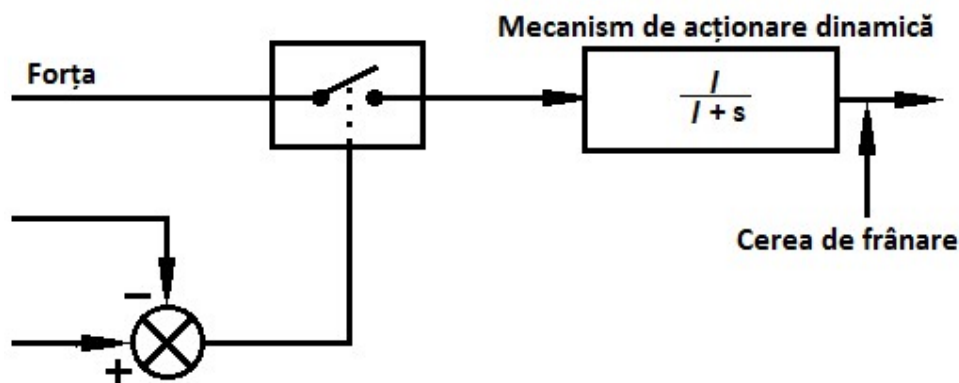 Mecanism de acționare dinamică
Forța
I
I + s
Cerea de frânare
−
+